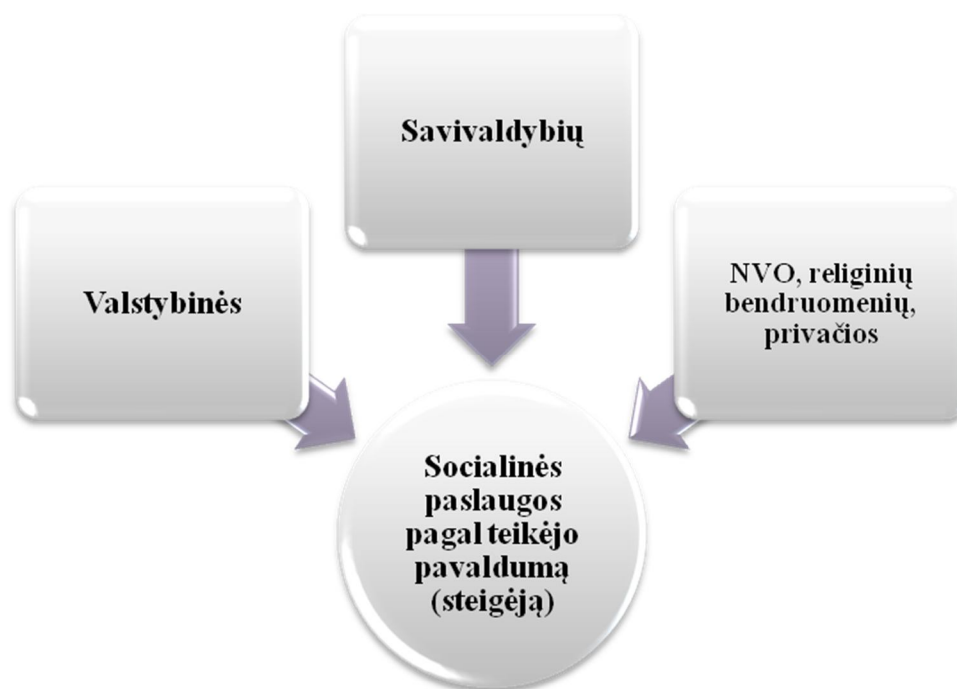 Savivaldybių
Valstybinės
NVO, religinių
bendruomenių,
privačios
Socialinės
paslaugos
pagal teikėjo
pavaldumą
(steigėją)